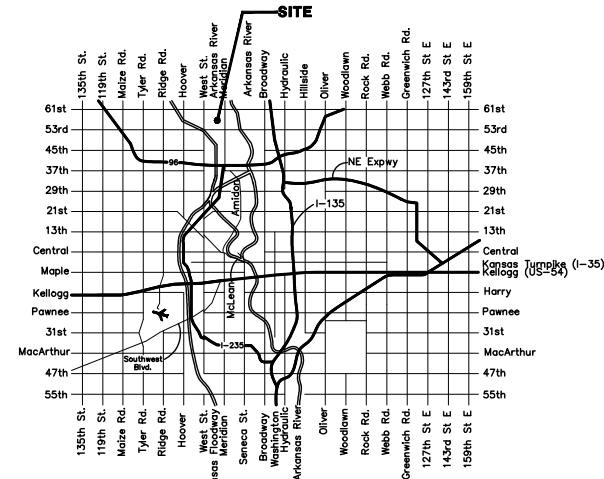 SITE
135th St.
119th St.
Maize Rd.
Tyler Rd.
Ridge Rd.
Hoover
West St.
Arkansas River
Meridian
Arkansas River
Broadway
Hydraulic
Hillside
Oliver
Woodlawn
Rock Rd.
Webb Rd.
Greenwich Rd.
127th St E
143rd St E
159th St E
61st
53rd
45th
37th
29th
21st
13th
Central
Maple
Kellogg
Pawnee
31st
MacArthur
47th
55th
96
NE Expwy
Amidon
I-135
McLean
I-235
Southwest
Blvd.
61st
53rd
45th
37th
29th
21st
13th
Central
Kansas Turnpike (I-35)
Kellogg (US-54)
Harry
Pawnee
31st
MacArthur
47th
55th
135th St.
119th St.
Maize Rd.
Tyler Rd.
Ridge Rd.
Hoover
West St.
nsas Floodway
Meridian
Seneca St.
Broadway
Washington
Hydraulic
Arkansas River
Oliver
Woodlawn
Rock Rd.
Webb Rd.
Greenwich Rd.
127th St E
143rd St E
159th St E